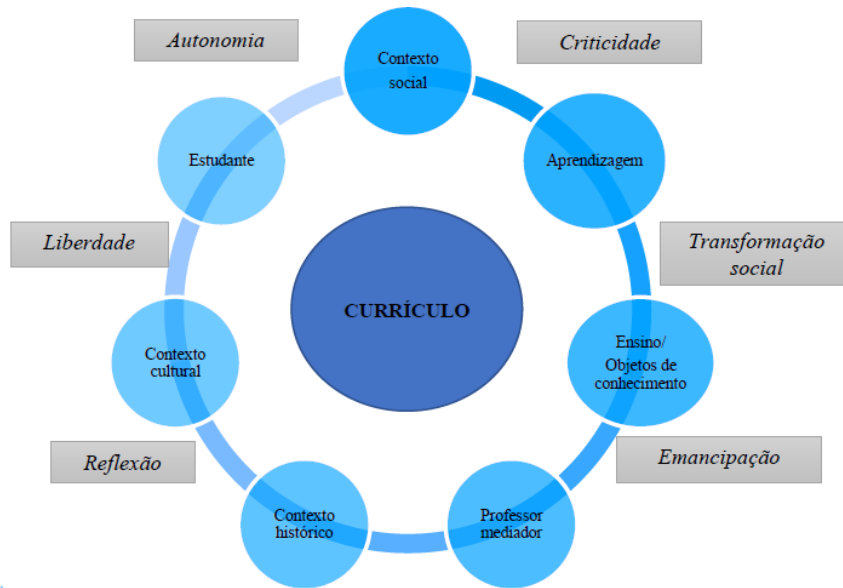 Autonomia
Contexto
social
Criticidade
Estudante
Aprendizagem
Liberdade
Transformação
social
CURRÍCULO
Contexto
cultural
Ensino/
Objetos de
conhecimento
Reflexão
Emancipação
Contexto
histórico
Professor
mediador